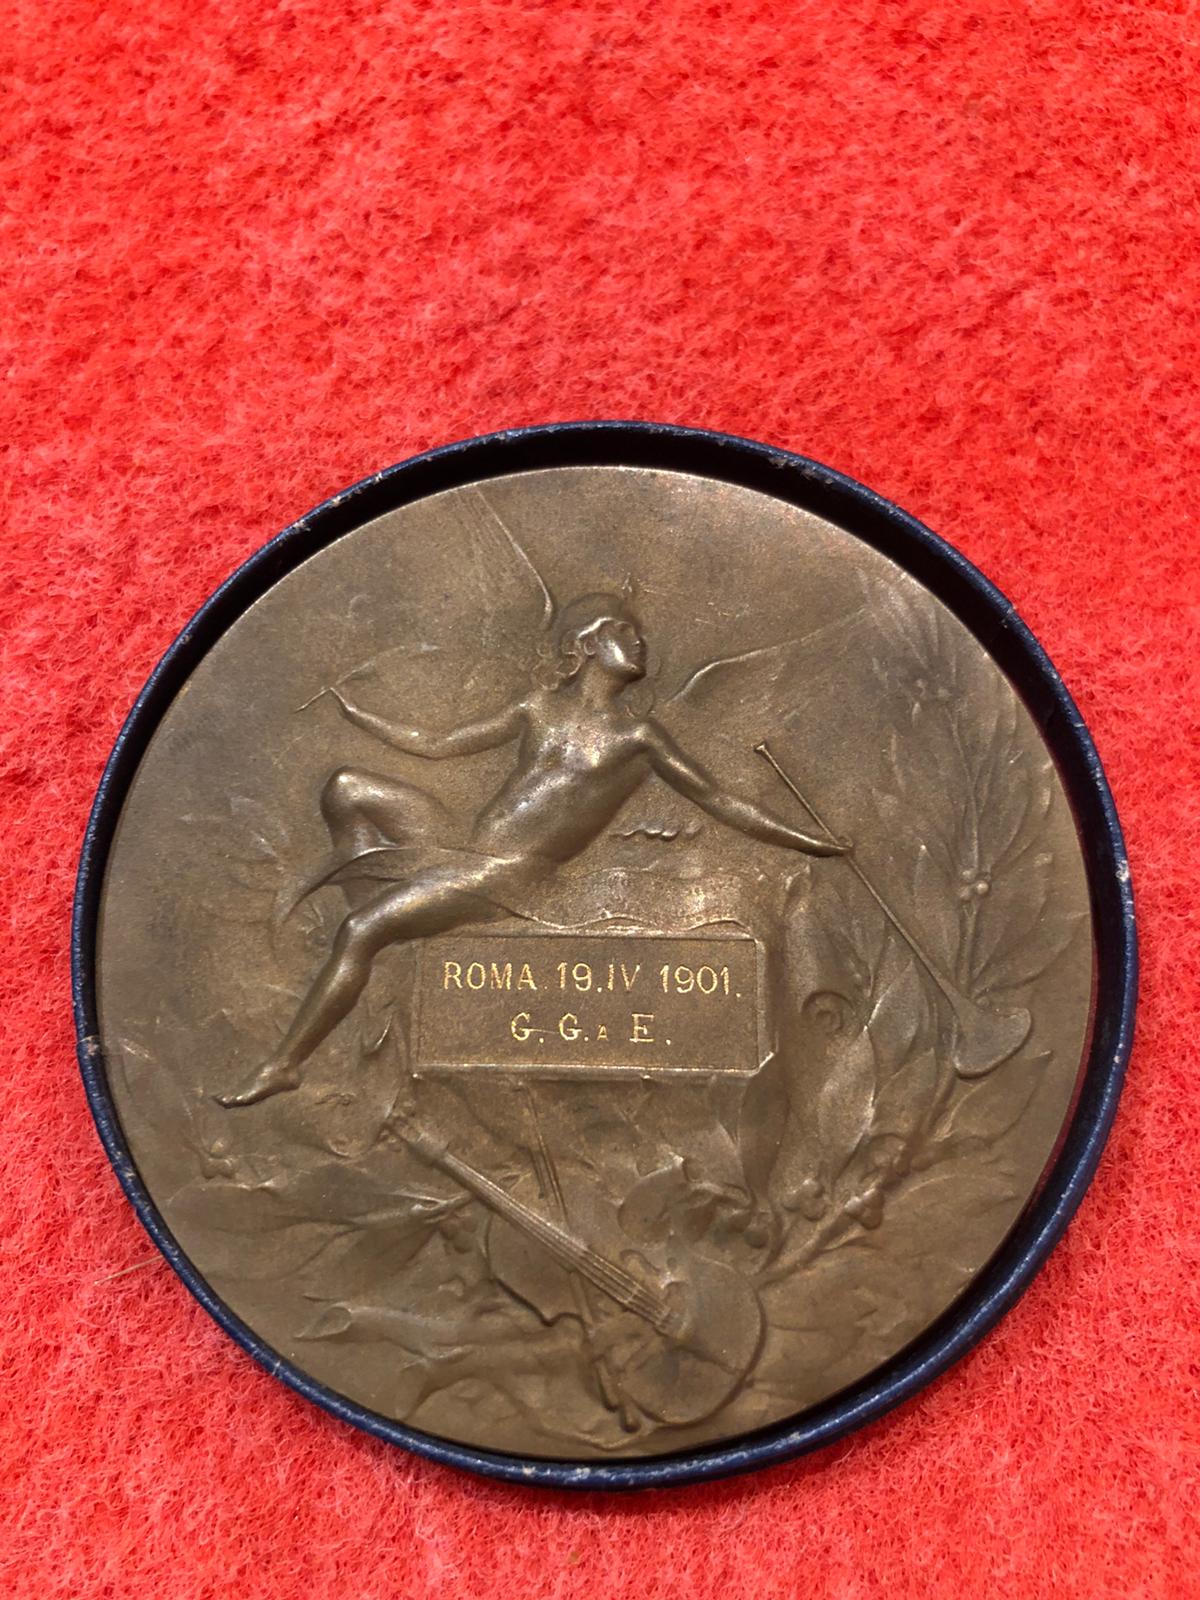 ROMA. 19.IV 1901.
G. G. A E.